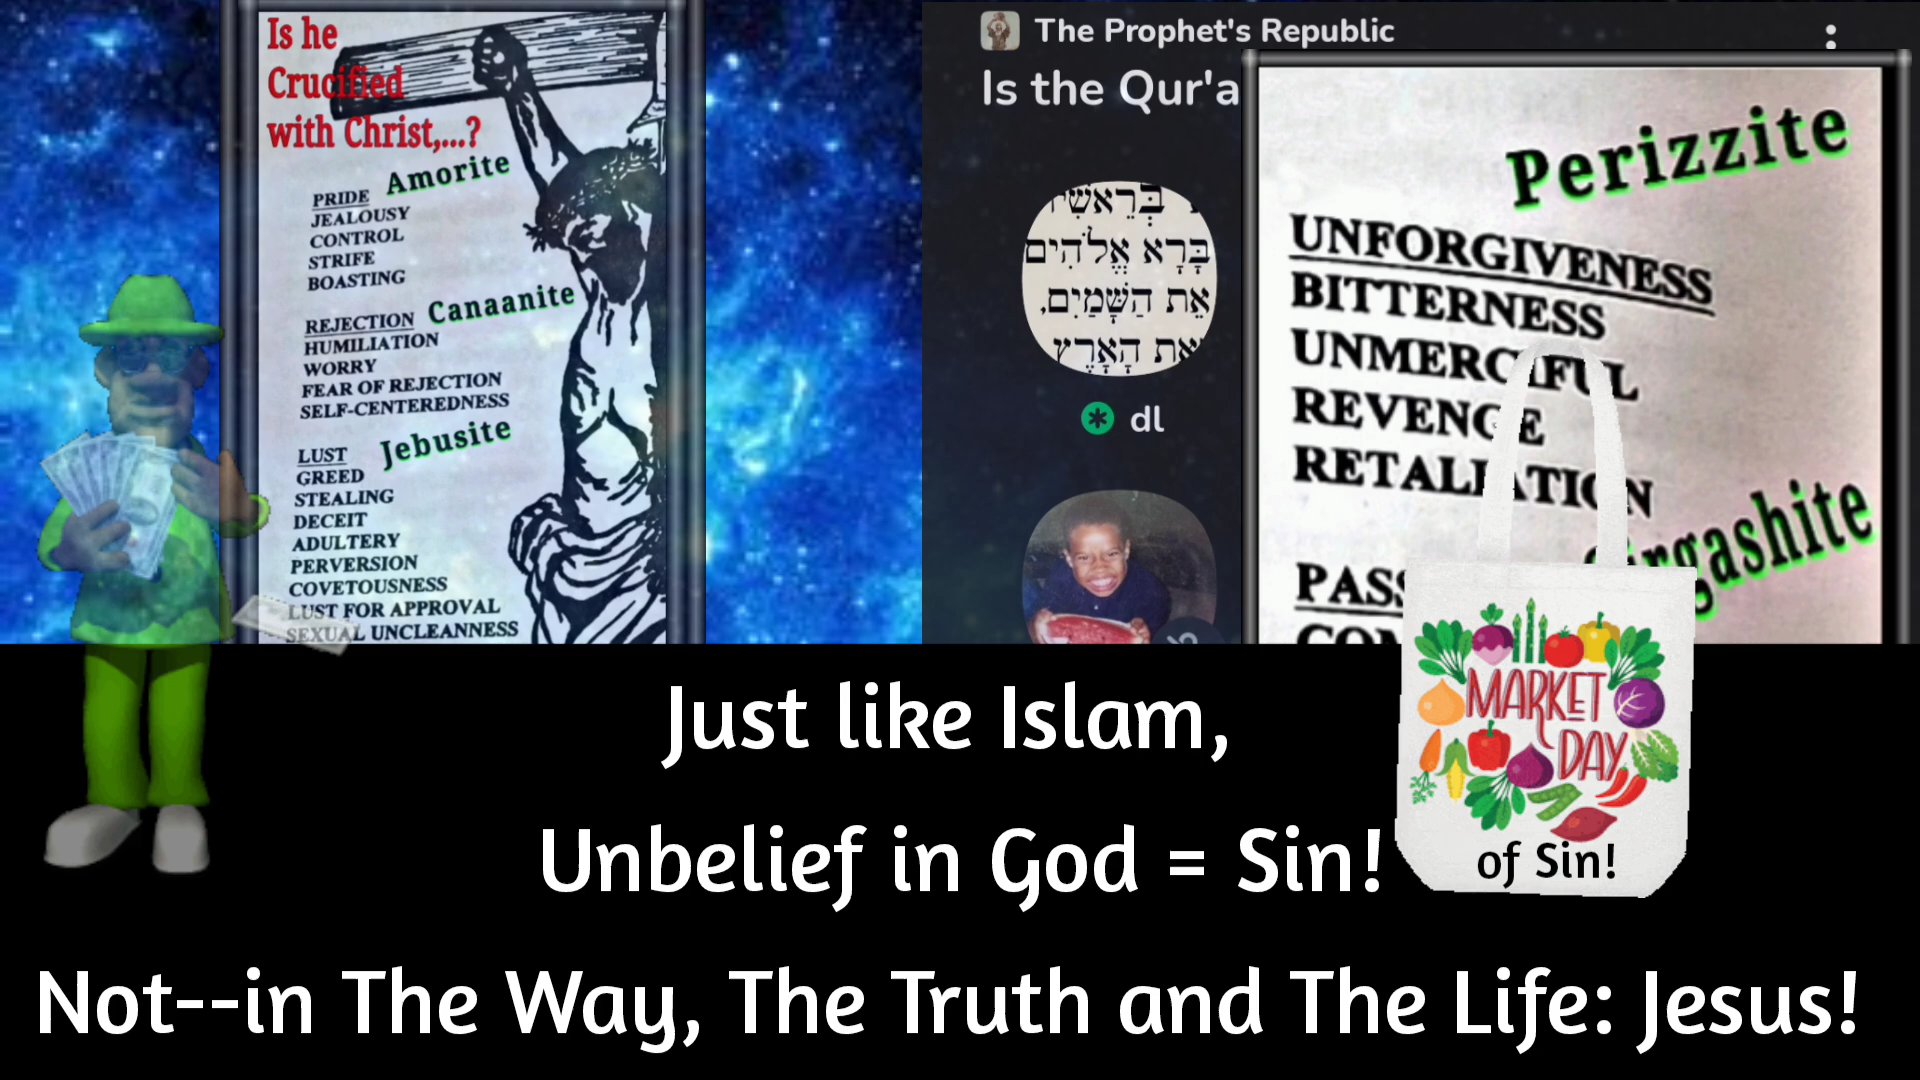 Is he
Crucified
with Christ,...?
Amorite
PRIDE
JEALOUSY
CONTROL
STRIFE
BOASTING
Canaanite
REJECTION
HUMILIATION
WORRY
FEAR OF REJECTION
SELF-CENTEREDNESS
Jebusite
LUST
GREED
STEALING
DECEIT
ADULTERY
PERVERSION
COVETOUSNESS
LUST FOR APPROVAL
SEXUAL UNCLEANNESS
The Prophet's Republic
Is the Qur'a
בְּרֵאשִׁי
בָּרָא אֱלֹהִים
אֵת הַשָּׁמַיִם,
וְאֵת הָאָרֶץ
dl
Perizzite
UNFORGIVENESS
BITTERNESS
UNMERCIFUL
REVENGE
RETALIATION
MARKET
DAY
of Sin!
Just like Islam,
Unbelief in God = Sin!
Not--in The Way, The Truth and The Life: Jesus!